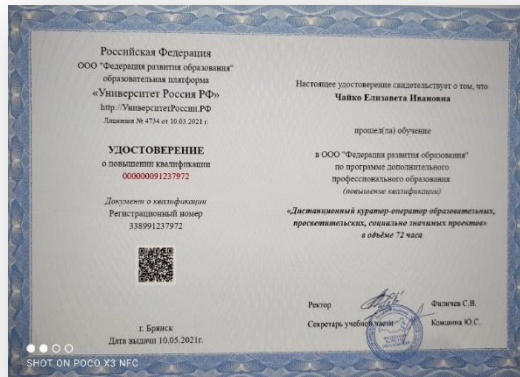 Российская Федерация
ООО "Федерация развития образования"
образовательная платформа
«Университет Россия РФ»
http://УниверситетРоссии.РФ
Лицензия № 4734 от 10.03.2021 г.
УДОСТОВЕРЕНИЕ
о повышении квалификации
000000091237972
Документ о квалификации
Регистрационный номер
338991237972
г. Брянск
Дата выдачи 10.05.2021г.
Настоящее удостоверение свидетельствует о том, что
Чайко Елизавета Ивановна
прошел(ла) обучение
в ООО "Федерация развития образования"
по программе дополнительного
профессионального образования
(повышение квалификации)
«Дистанционный куратор-оператор образовательных,
просветительских, социально значимых проектов»
в объёме 72 часа
Ректор Филичев С.В.
Секретарь учебной части Комшина Ю.С.
SHOT ON POCO X3 NFC